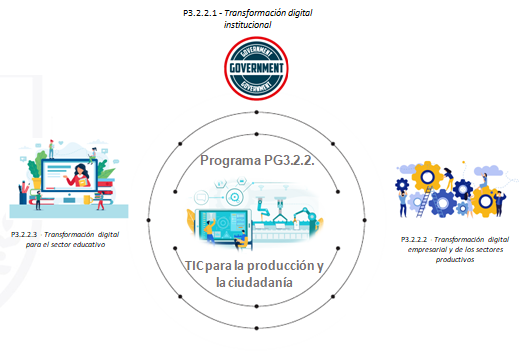 P3.2.2.1 - Transformación digital
institucional
GOVERNMENT
GOVERNMENT
GOVERNMENT
Programa PG3.2.2.
TIC para la producción y
la ciudadanía
P3.2.2.3 - Transformación digital
para el sector educativo
P3.2.2.2 - Transformación digital
empresarial y de los sectores
productivos